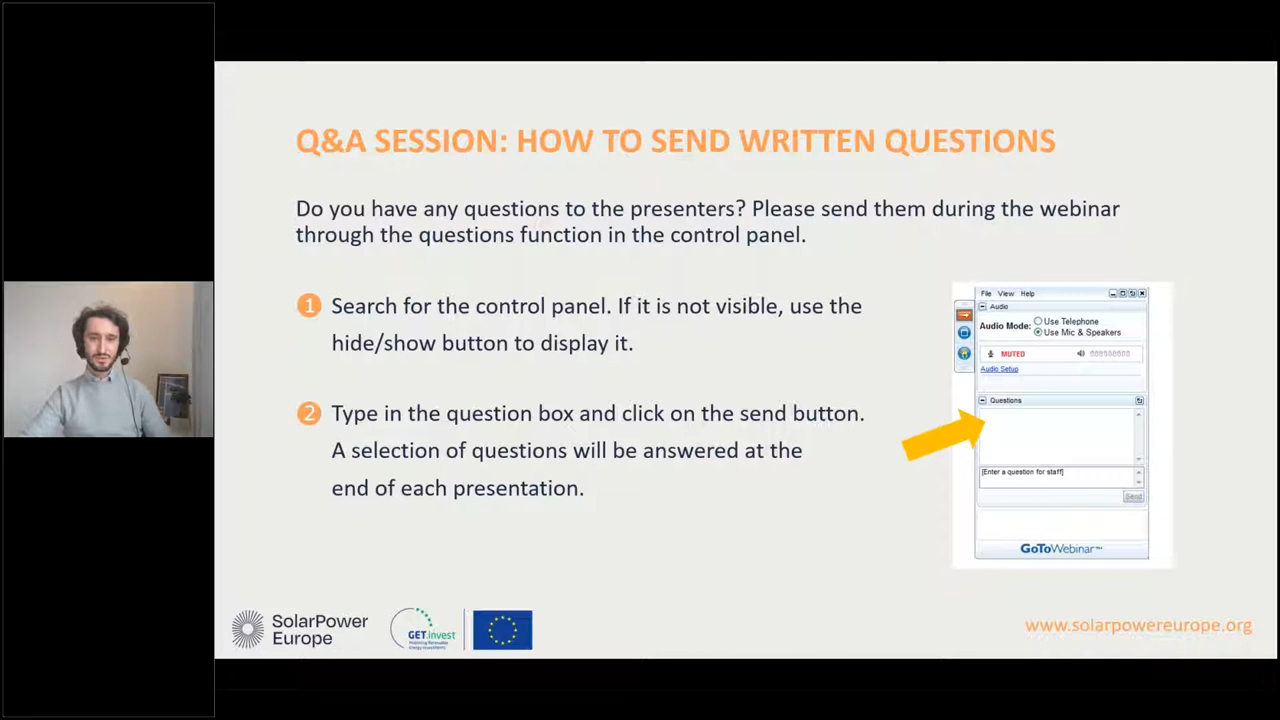 Q&A SESSION: HOW TO SEND WRITTEN QUESTIONS
Do you have any questions to the presenters? Please send them during the webinar
through the questions function in the control panel.
1 Search for the control panel. If it is not visible, use the
hide/show button to display it.
2 Type in the question box and click on the send button.
A selection of questions will be answered at the
end of each presentation.
File View Help
Audio
Audio Mode: Use Telephone
Use Mic & Speakers
MUTED
Audio Setup
Questions
[Enter a question for staff]
Send
GoToWebinar™
SolarPower
Europe
GET.invest
www.solarpowereurope.org